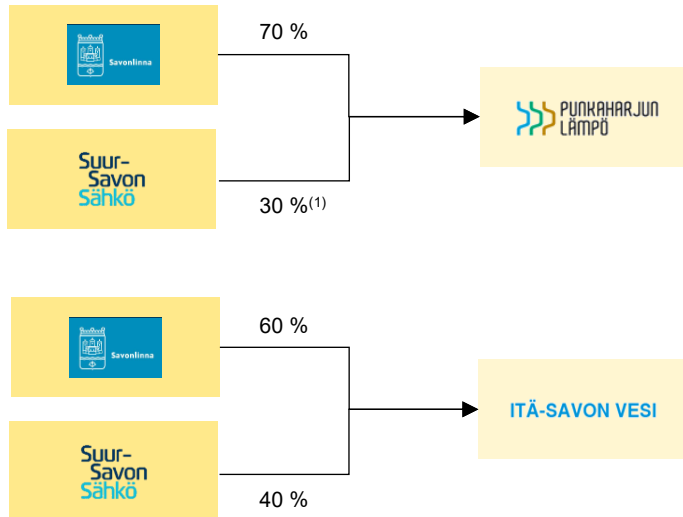 Savonlinna
70 %
PUNKAHARJUN
LÄMPÖ
Suur-
Savon
Sähkö
30 %(1)
Savonlinna
60 %
ITÄ-SAVON VESI
Suur-
Savon
Sähkö
40 %